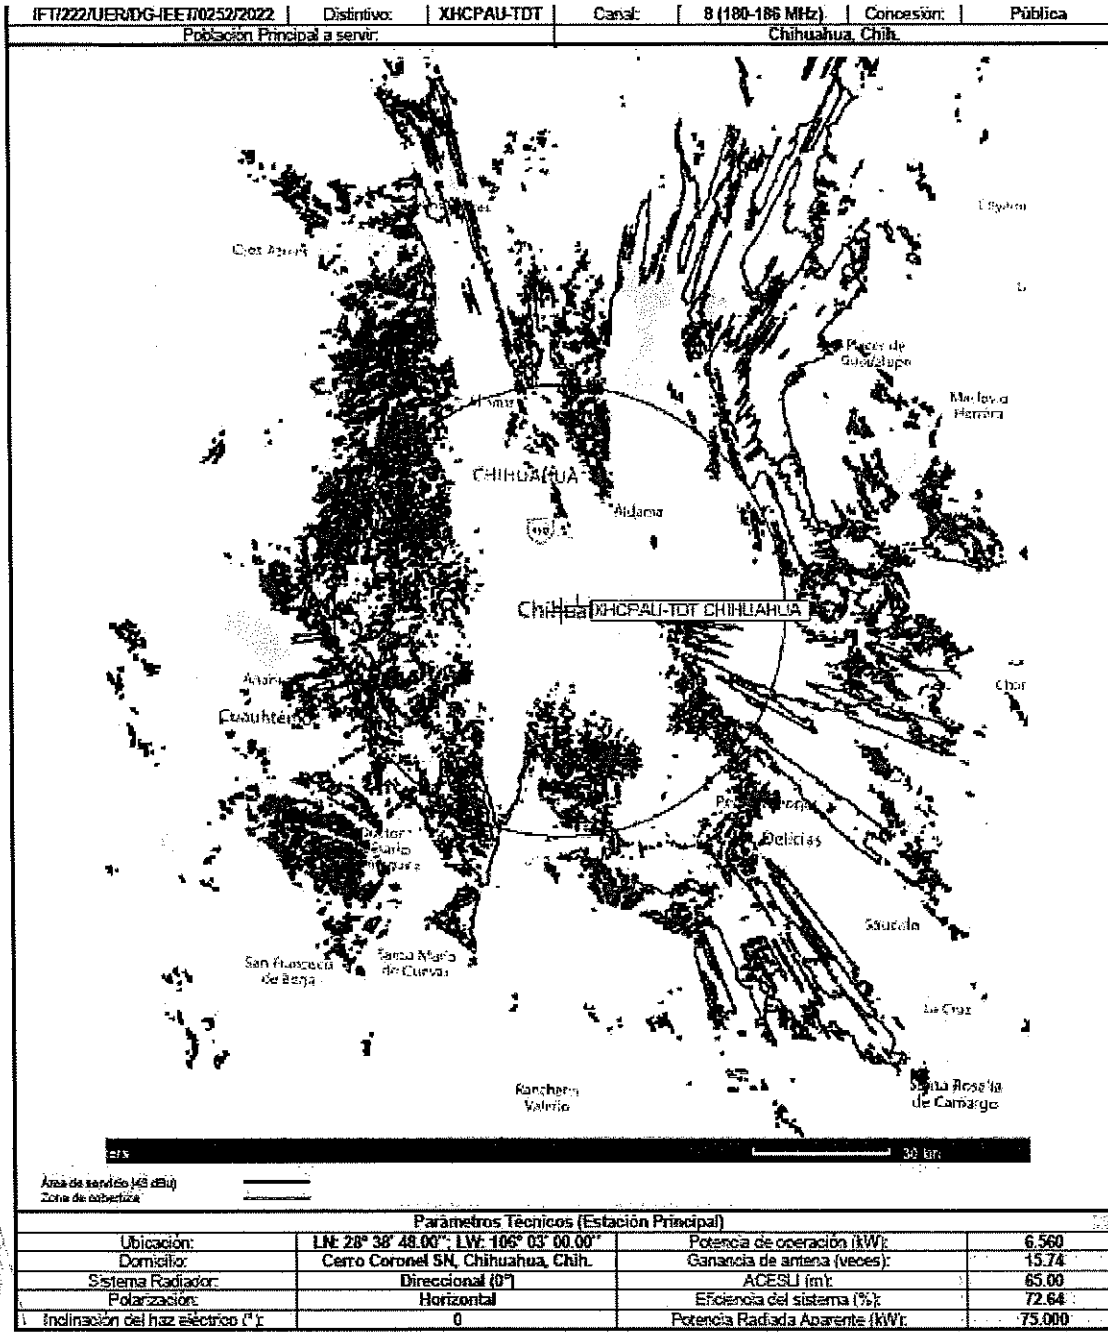 IFT/222/UER/DG-IEET/0252/2022 Distintivo: XHCPAU-TDT Canal: 8 (180-186 MHz) Concesión: Pública
Población Principal a servir: Chihuahua, Chih.
Ojos Azules
Placer de
Guadalupe
Maclovio
Herrera
CHIHUAHUA
Aldama
XHCPAU-TDT CHIHUAHUA
Delicias
Saucillo
San Francisco
de Borja
Santa María
de Cuevas
La Cruz
Ranchería
Valerio
Santa Rosalía
de Camargo
ers 30 km
Área de servicio (43 dBu)
Zona de cobertura
Parámetros Técnicos (Estación Principal)
Ubicación: LN: 28° 38' 48.00"; LW: 106° 03' 00.00" Potencia de operación (kW): 6.560
Domicilio: Cerro Coronel SN, Chihuahua, Chih. Ganancia de antena (veces): 15.74
Sistema Radiador: Direccional (0°) ACESLI (m): 65.00
Polarización: Horizontal Eficiencia del sistema (%): 72.64
Inclinación del haz eléctrico (°): 0 Potencia Radiada Aparente (kW): 75.000